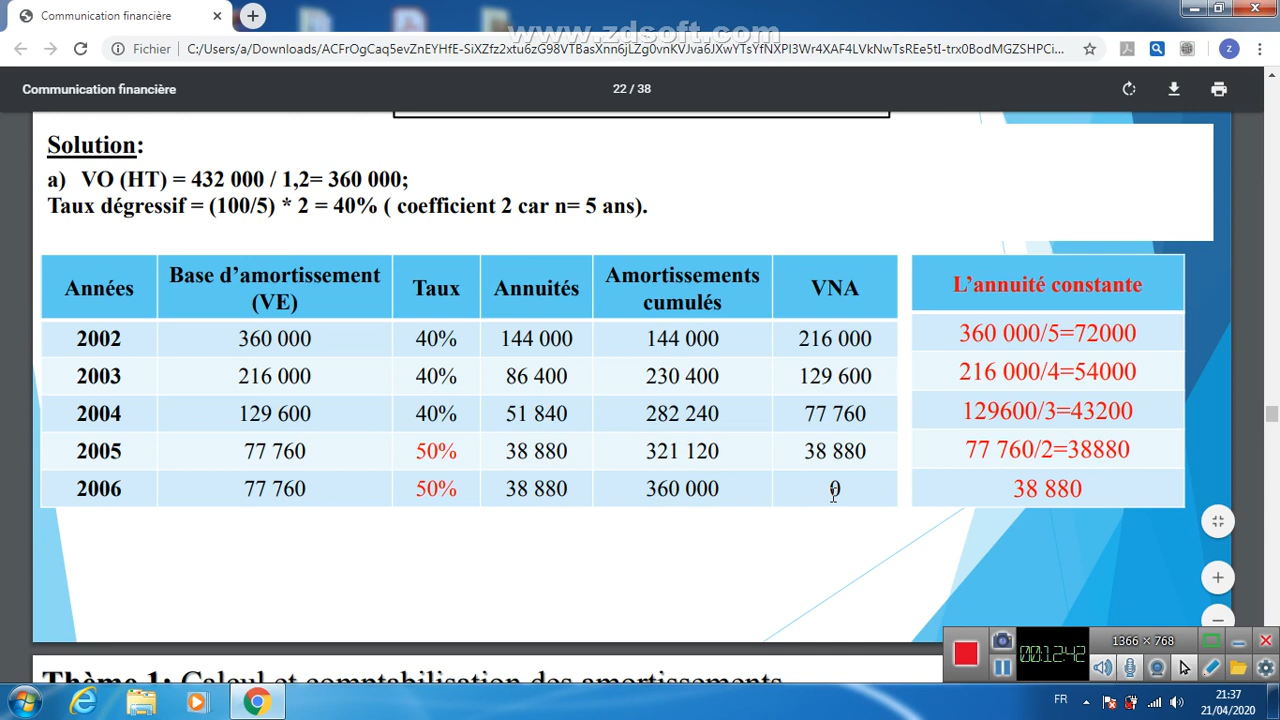 Communication financière
www.zdsoft.com
Fichier C:/Users/a/Downloads/ACFrOgCaq5evZnEYHfE-SiXZfz2xtu6zG98VTBasXnn6jLZg0vnKVJva6JXwYTsYfNXPI3Wr4XAF4LVkNwTsREe5tI-trx0BodMGZSHPCi...
z
Communication financière
22 / 38
Solution:
a) VO (HT) = 432 000 / 1,2= 360 000;
Taux dégressif = (100/5) * 2 = 40% ( coefficient 2 car n= 5 ans).
Années Base d’amortissement (VE) Taux Annuités Amortissements cumulés VNA L’annuité constante
2002 360 000 40% 144 000 144 000 216 000 360 000/5=72000
2003 216 000 40% 86 400 230 400 129 600 216 000/4=54000
2004 129 600 40% 51 840 282 240 77 760 129600/3=43200
2005 77 760 50% 38 880 321 120 38 880 77 760/2=38880
2006 77 760 50% 38 880 360 000 0 38 880
Thème 1: Calcul et comptabilisation des amortissements
1366 × 768
00:12:42
FR
21:37
21/04/2020